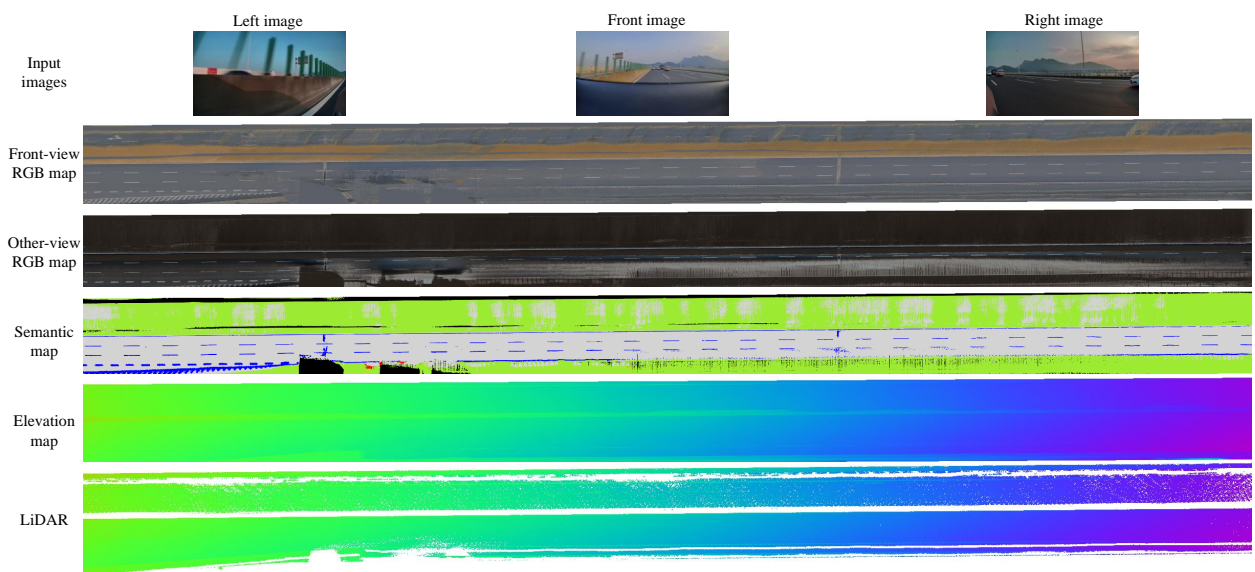 Left image
Front image
Right image
Input
images
Front-view
RGB map
Other-view
RGB map
Semantic
map
Elevation
map
LiDAR